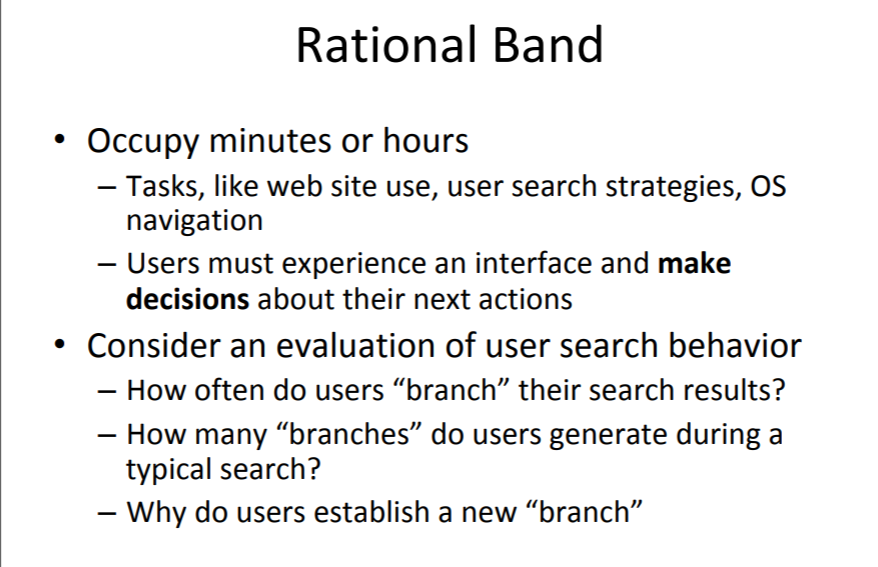 Rational Band
• Occupy minutes or hours
– Tasks, like web site use, user search strategies, OS
navigation
– Users must experience an interface and make
decisions about their next actions
• Consider an evaluation of user search behavior
– How often do users “branch” their search results?
– How many “branches” do users generate during a
typical search?
– Why do users establish a new “branch”